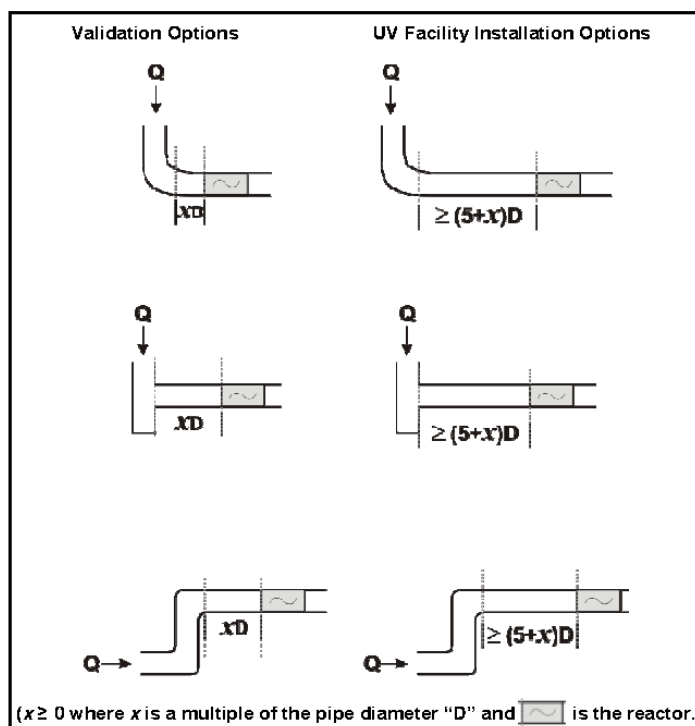 Validation Options UV Facility Installation Options
Q Q
xD ≥ (5+x)D
Q Q
xD ≥ (5+x)D
xD ≥ (5+x)D
Q Q
(x ≥ 0 where x is a multiple of the pipe diameter “D” and is the reactor.